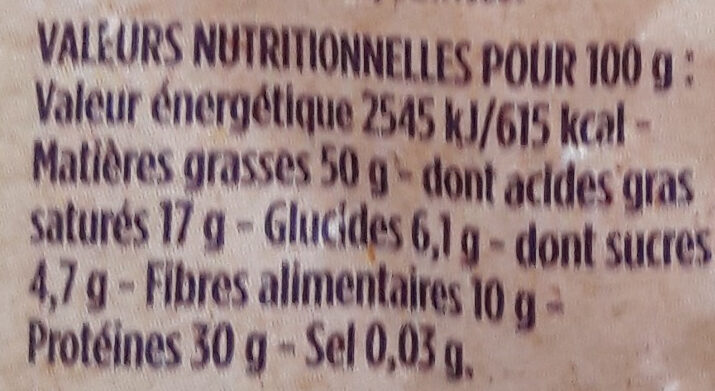 VALEURS NUTRITIONNELLES POUR 100 g :
Valeur énergétique 2545 kJ/615 kcal -
Matières grasses 50 g - dont acides gras
saturés 17 g - Glucides 6,1 g - dont sucres
4,7 g - Fibres alimentaires 10 g -
Protéines 30 g - Sel 0,03 g.